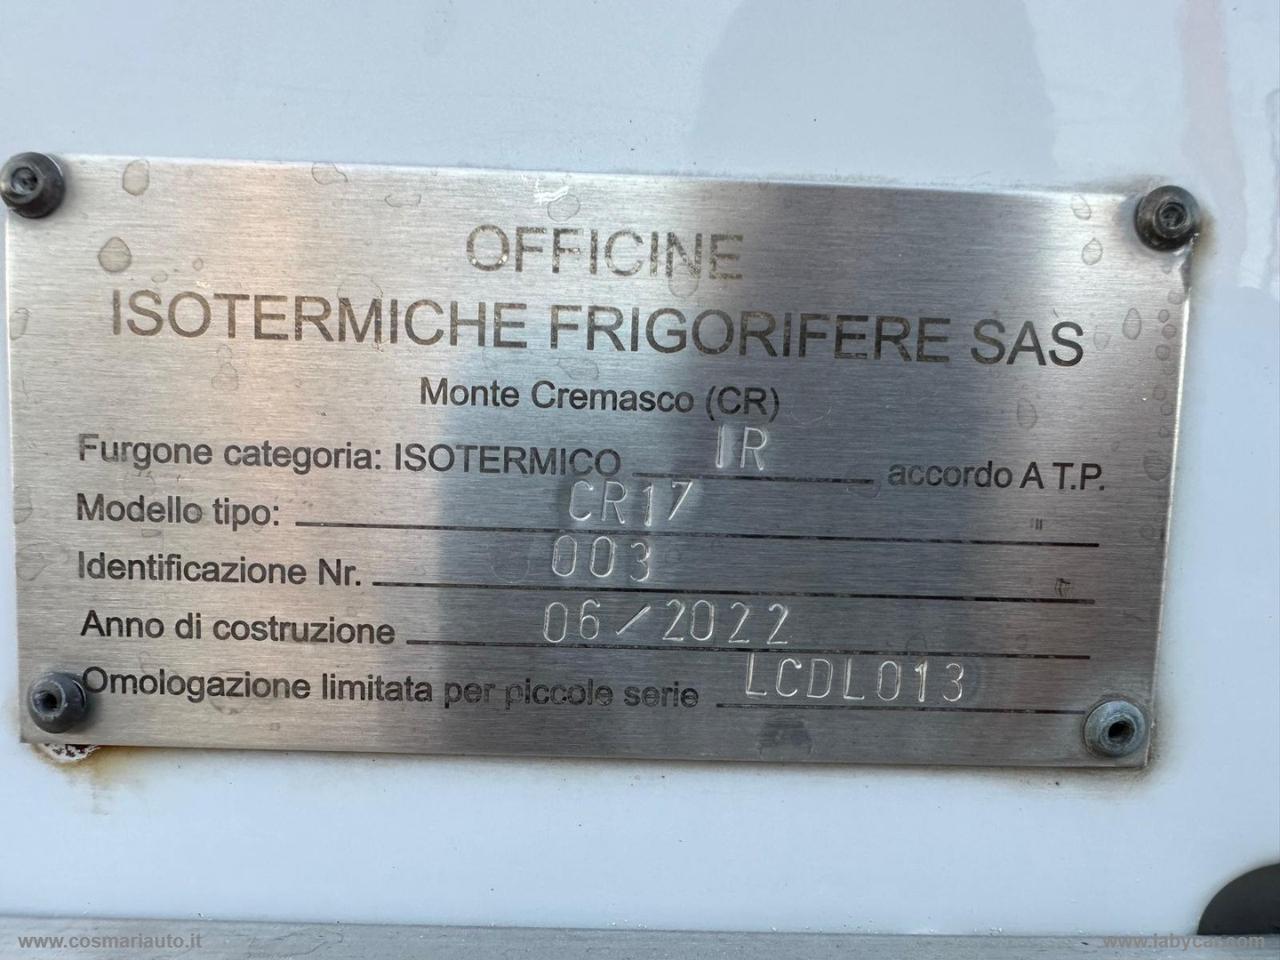 OFFICINE
ISOTERMICHE FRIGORIFERE SAS
Monte Cremasco (CR)
Furgone categoria: ISOTERMICO IR accordo A T.P.
Modello tipo: CR17
Identificazione Nr. 003
Anno di costruzione 06/2022
Omologazione limitata per piccole serie LCDL013
www.cosmariauto.it www.iabycar.com